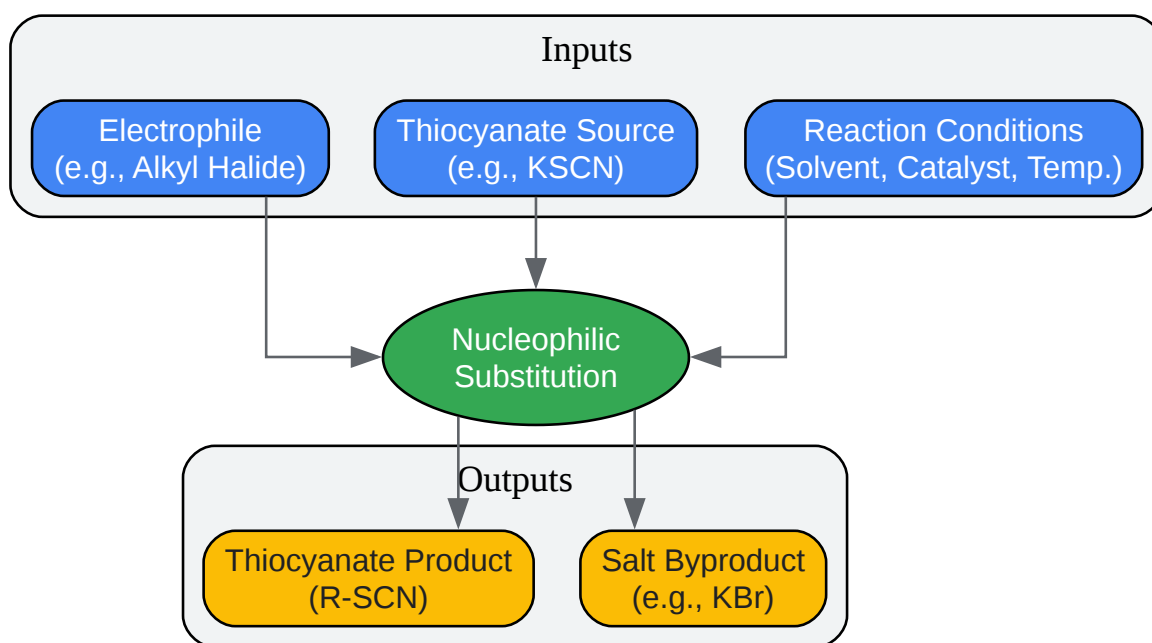 Inputs
Electrophile
(e.g., Alkyl Halide)
Thiocyanate Source
(e.g., KSCN)
Reaction Conditions
(Solvent, Catalyst, Temp.)
Nucleophilic
Substitution
Outputs
Thiocyanate Product
(R-SCN)
Salt Byproduct
(e.g., KBr)